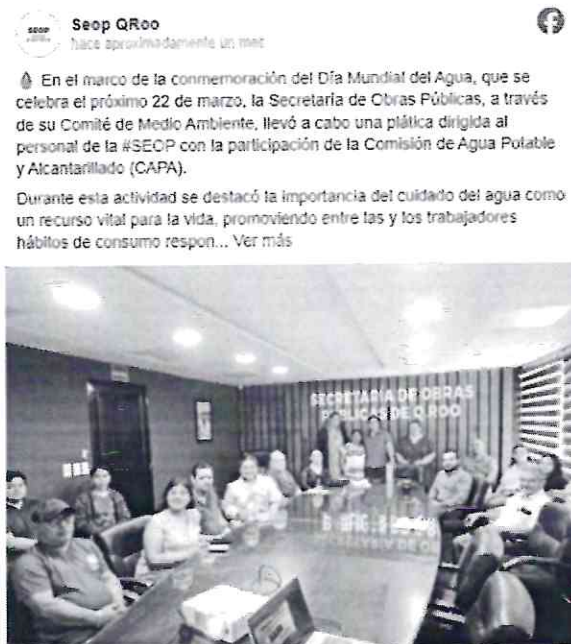 SEOP
Seop QRoo
hace aproximadamente un mes
💧 En el marco de la conmemoración del Día Mundial del Agua, que se
celebra el próximo 22 de marzo, la Secretaría de Obras Públicas, a través
de su Comité de Medio Ambiente, llevó a cabo una plática dirigida al
personal de la #SEOP con la participación de la Comisión de Agua Potable
y Alcantarillado (CAPA).
Durante esta actividad se destacó la importancia del cuidado del agua como
un recurso vital para la vida, promoviendo entre las y los trabajadores
hábitos de consumo respon... Ver más
SECRETARÍA DE OBRAS
PÚBLICAS DE Q.ROO